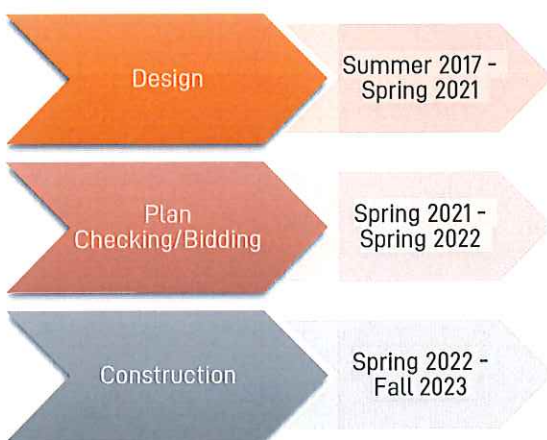 Design
Summer 2017 -
Spring 2021
Plan
Checking/Bidding
Spring 2021 -
Spring 2022
Construction
Spring 2022 -
Fall 2023